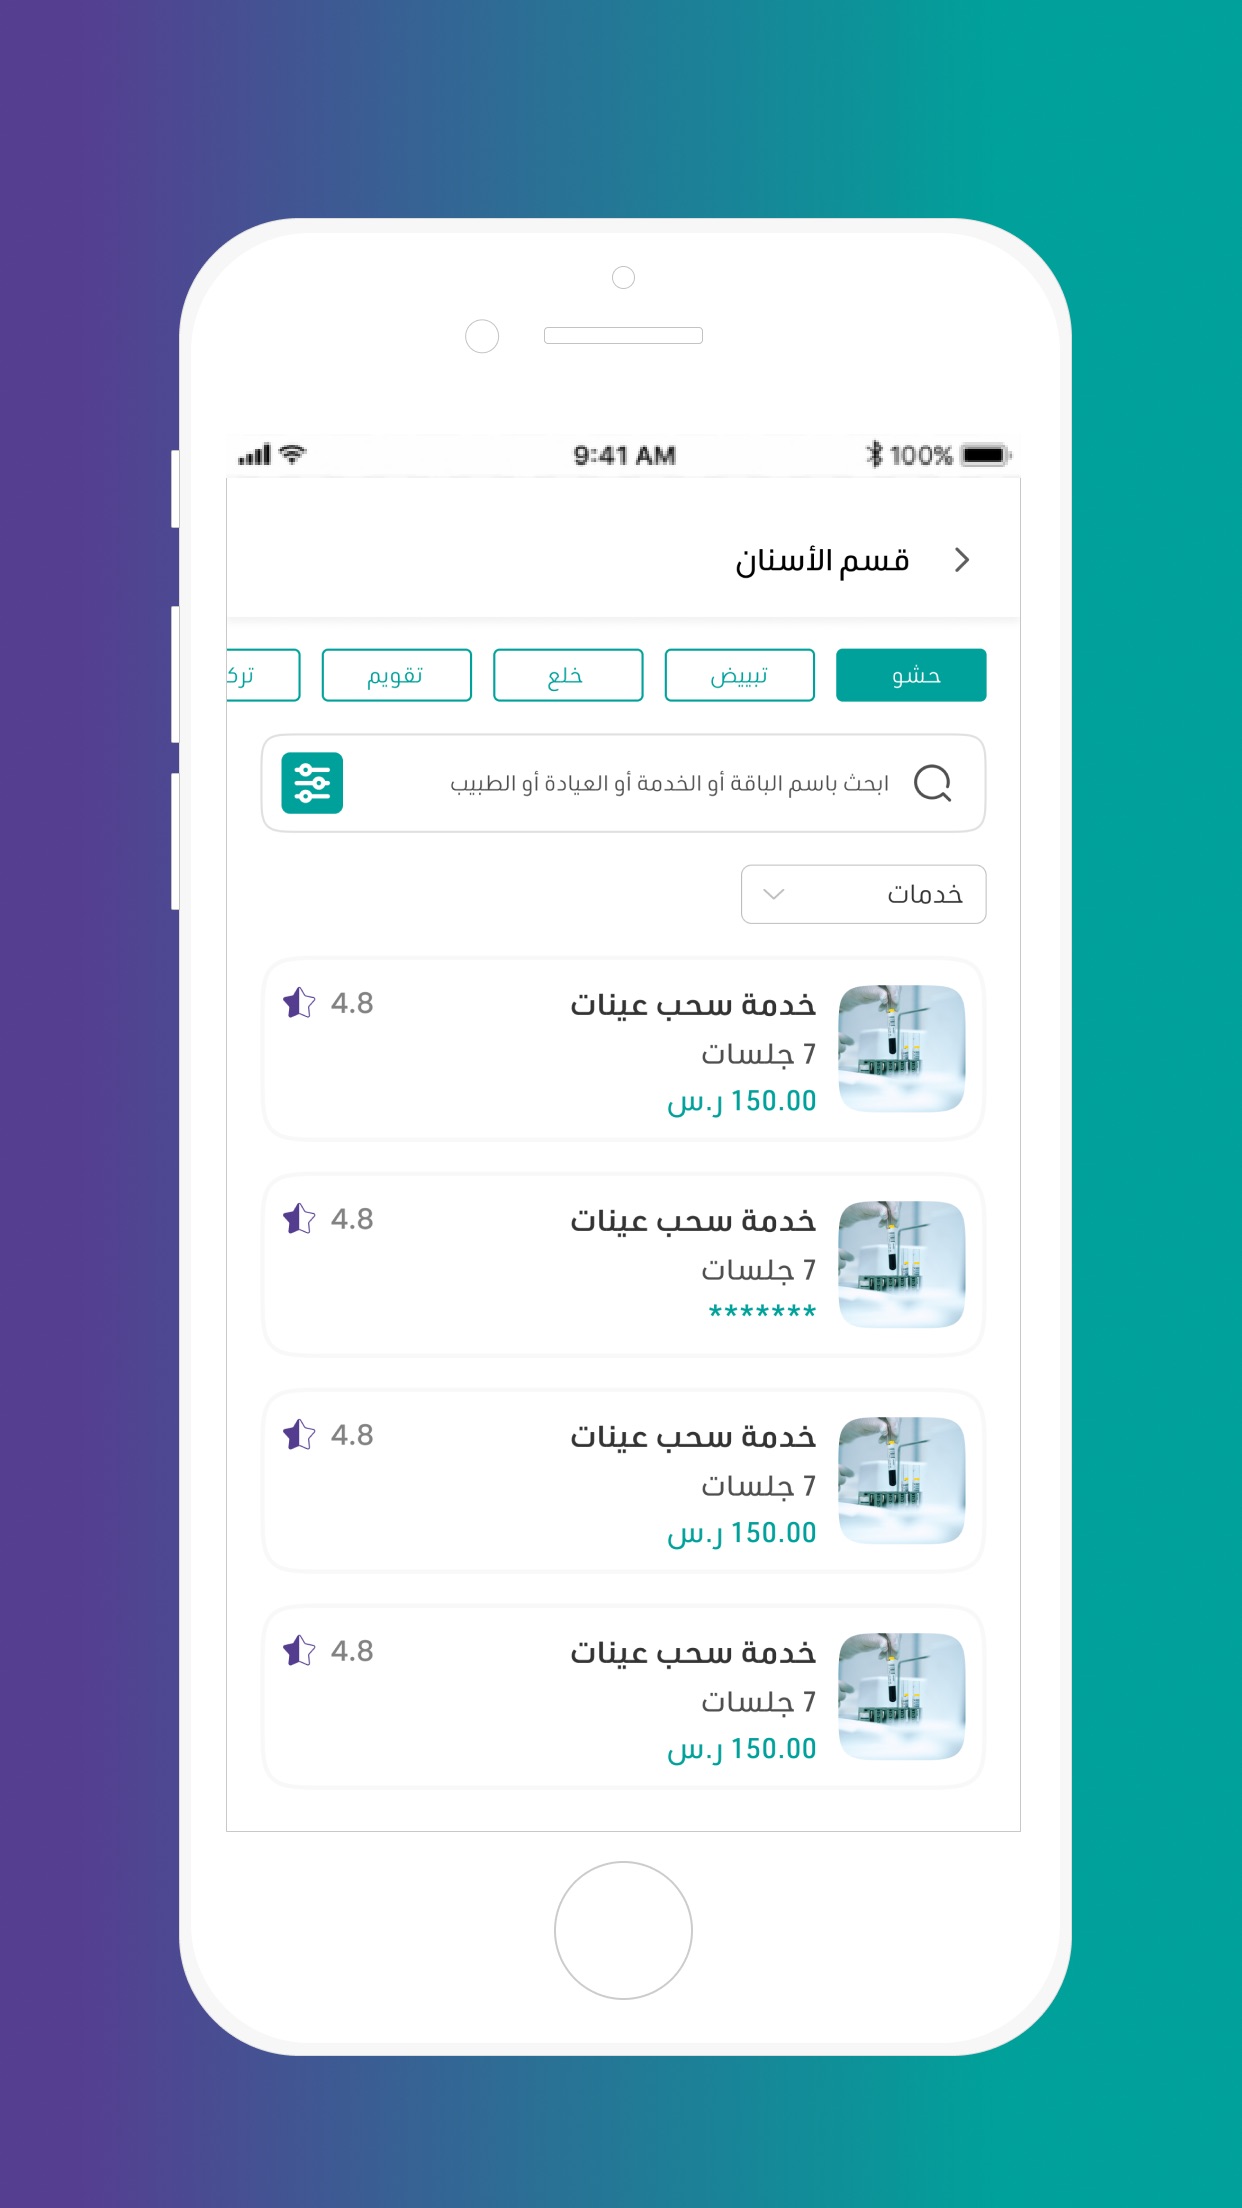 9:41 AM
100%
قسم الأسنان
حشو
تبييض
خلع
تقويم
ترك
ابحث باسم الباقة أو الخدمة أو العيادة أو الطبيب
خدمات
خدمة سحب عينات
4.8
7 جلسات
150.00 ر.س
خدمة سحب عينات
4.8
7 جلسات
*******
خدمة سحب عينات
4.8
7 جلسات
150.00 ر.س
خدمة سحب عينات
4.8
7 جلسات
150.00 ر.س